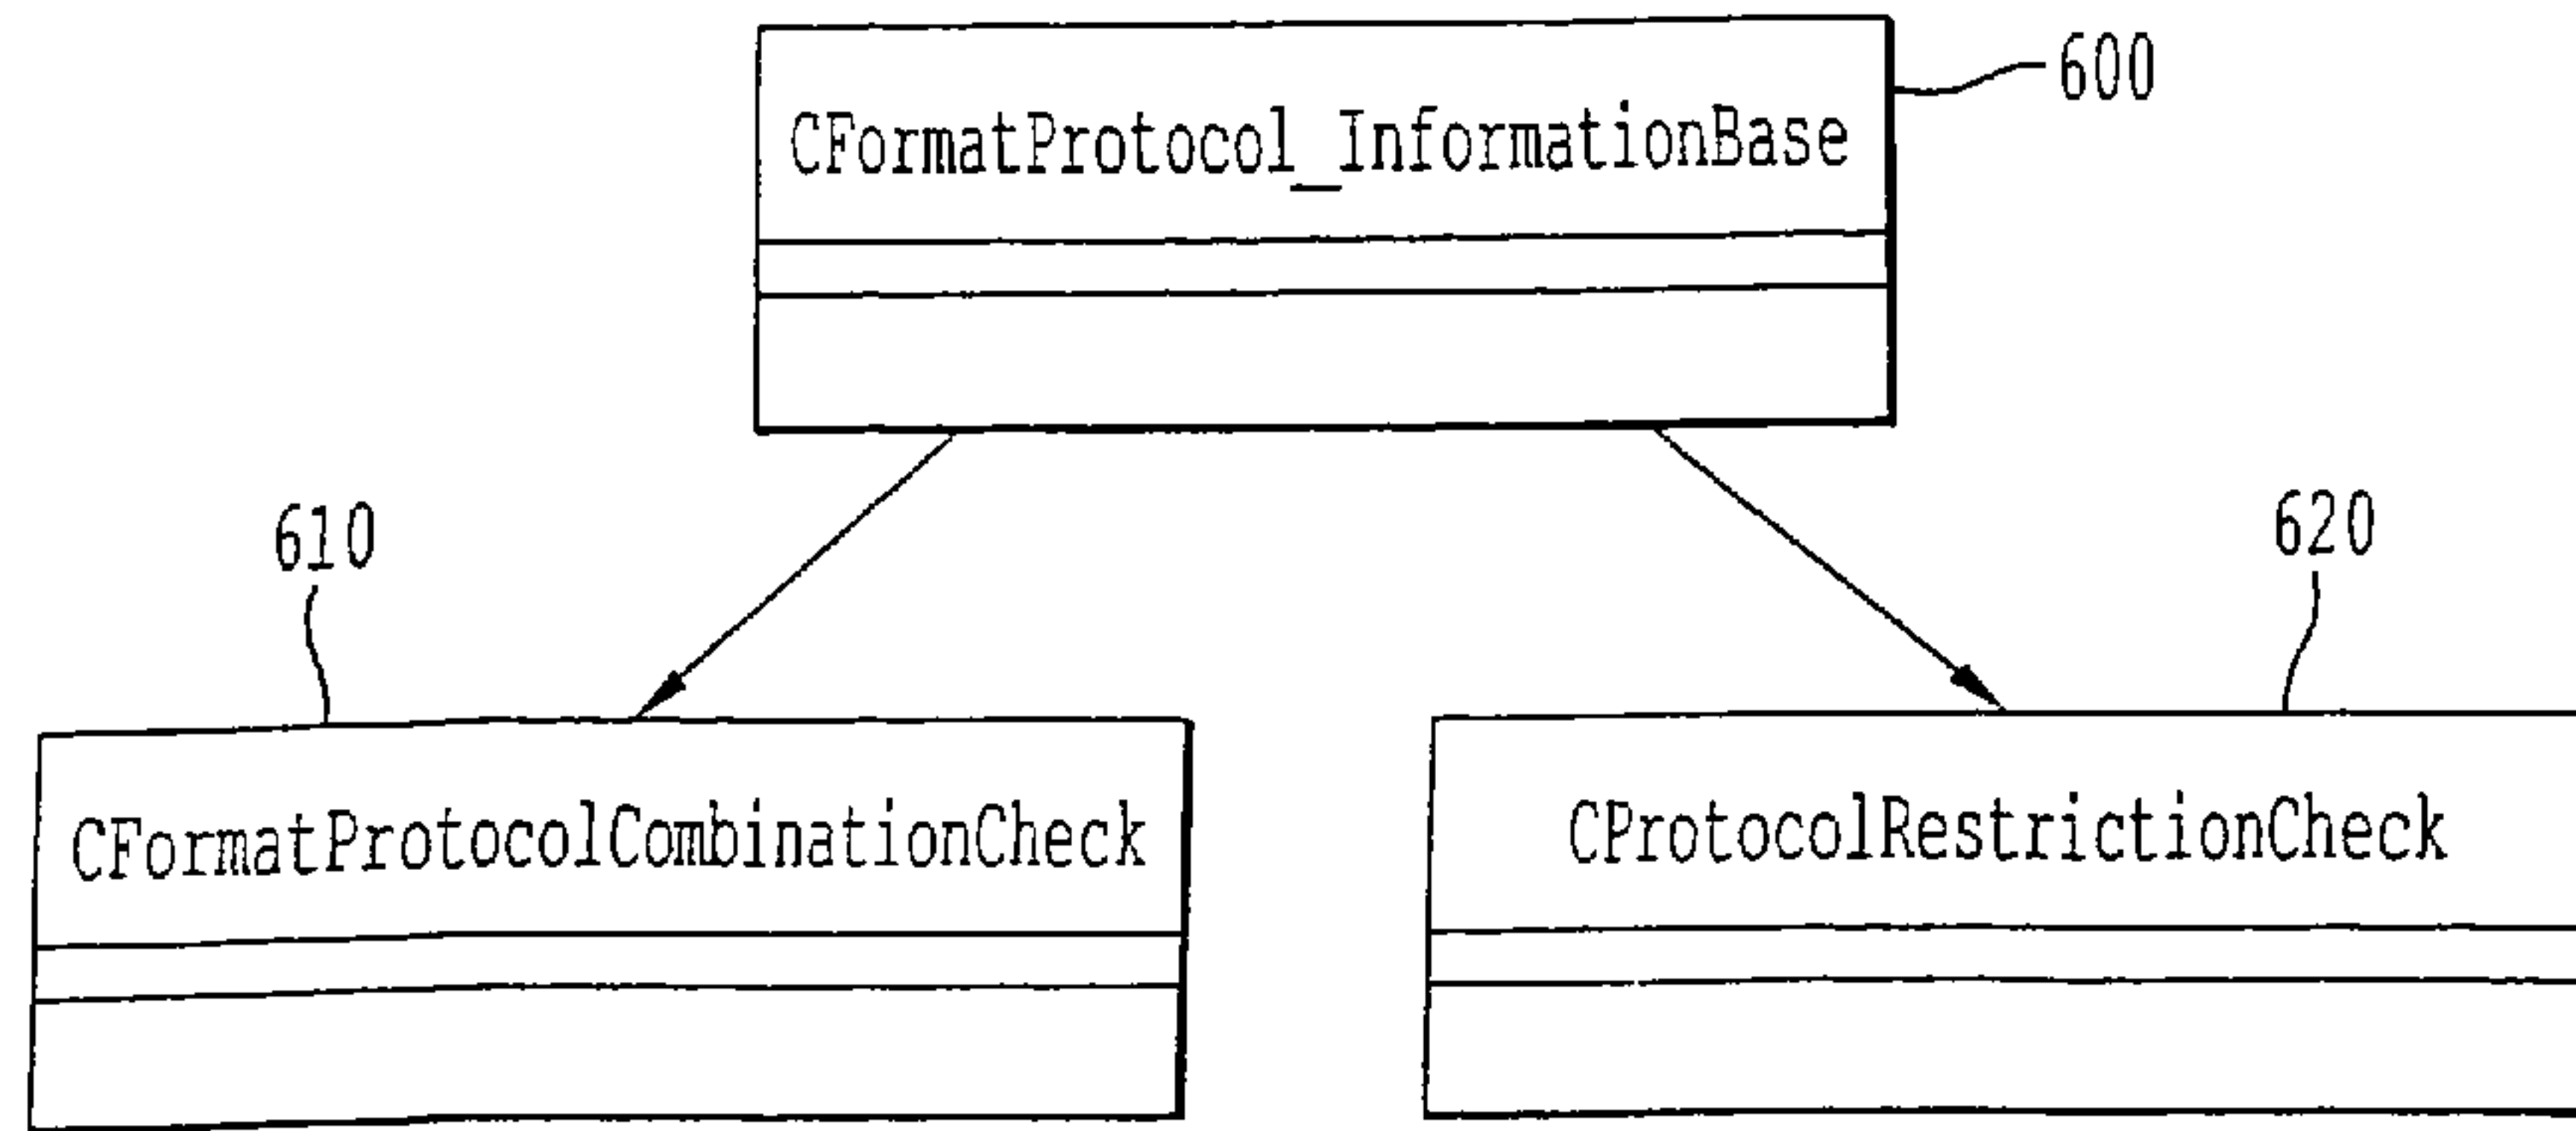 600
CFormatProtocol_InformationBase
610
620
CFormatProtocolCombinationCheck
CProtocolRestrictionCheck